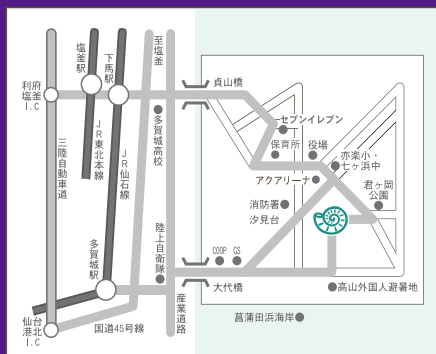 至塩釜
塩釜駅
下馬駅
利府
塩釜
I.C
貞山橋
セブンイレブン
多賀城高校
保育所
役場
JR東北本線
三陸自動車道
JR仙石線
亦楽小・
七ヶ浜中
アクアリーナ
君ヶ岡
公園
消防署
汐見台
陸上自衛隊
多賀城駅
COOP
GS
大代橋
高山外国人避暑地
産業道路
仙台
港北
I.C
国道45号線
菖蒲田浜海岸